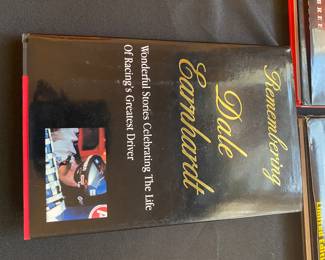 Remembering
Dale
Earnhardt
Wonderful Stories Celebrating The Life
Of Racing's Greatest Driver